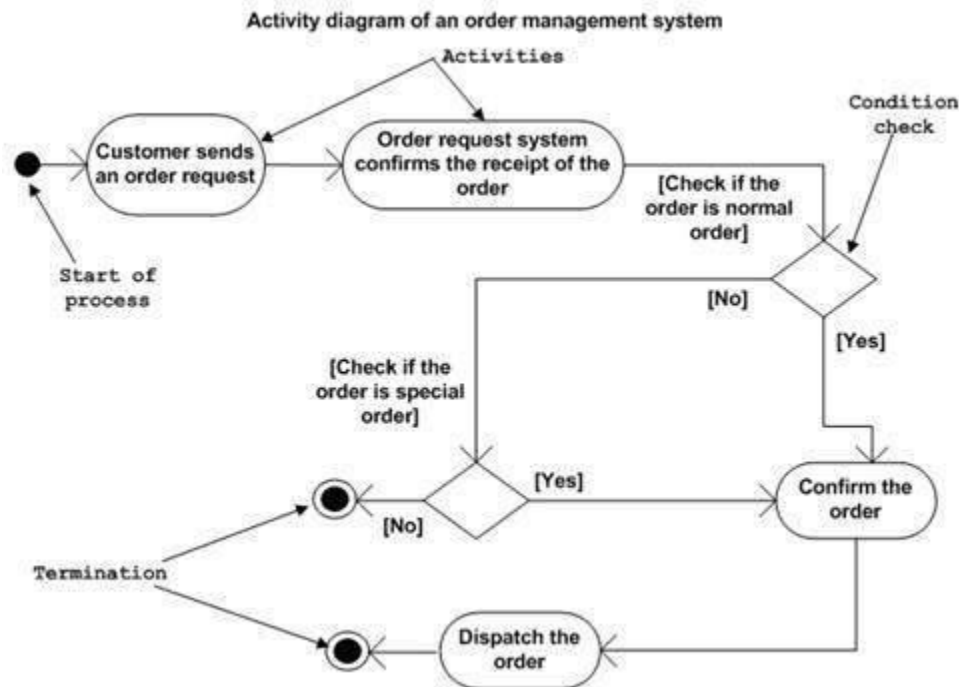 Activity diagram of an order management system
Activities
Condition
check
Customer sends
an order request
Order request system
confirms the receipt of the
order
[Check if the
order is normal
order]
Start of
process
[No]
[Yes]
[Check if the
order is special
order]
[Yes]
[No]
Confirm the
order
Termination
Dispatch the
order